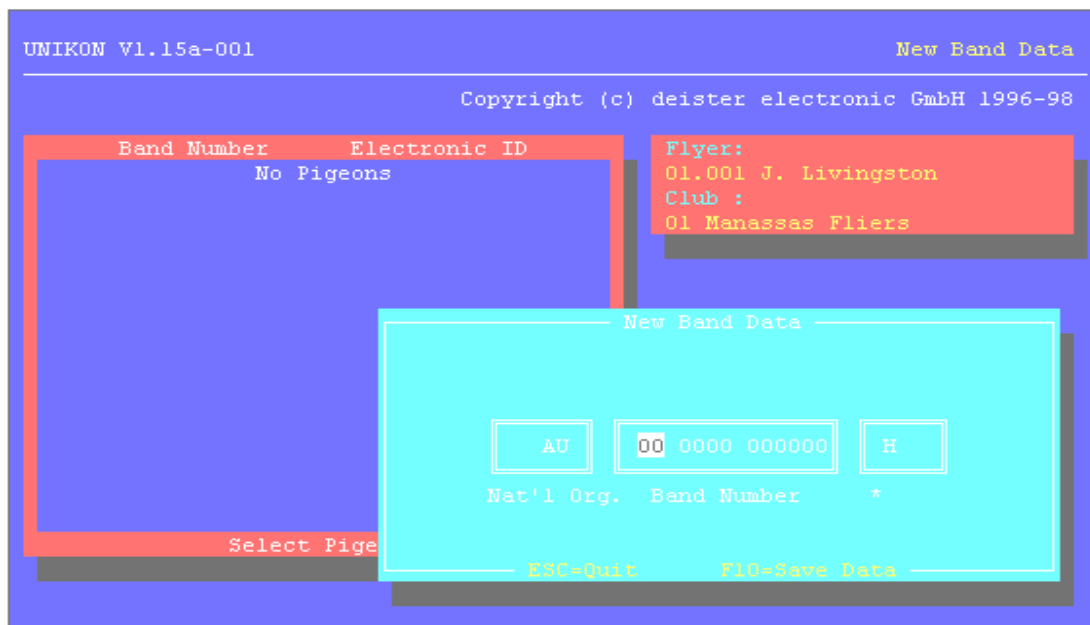 UNIKON V1.15a-001 New Band Data
Copyright (c) deister electronic GmbH 1996-98
Band Number Electronic ID
No Pigeons
Flyer:
01.001 J. Livingston
Club :
01 Manassas Fliers
New Band Data
AU 00 0000 000000 H
Nat'l Org. Band Number *
ESC=Quit F10=Save Data
Select Pige